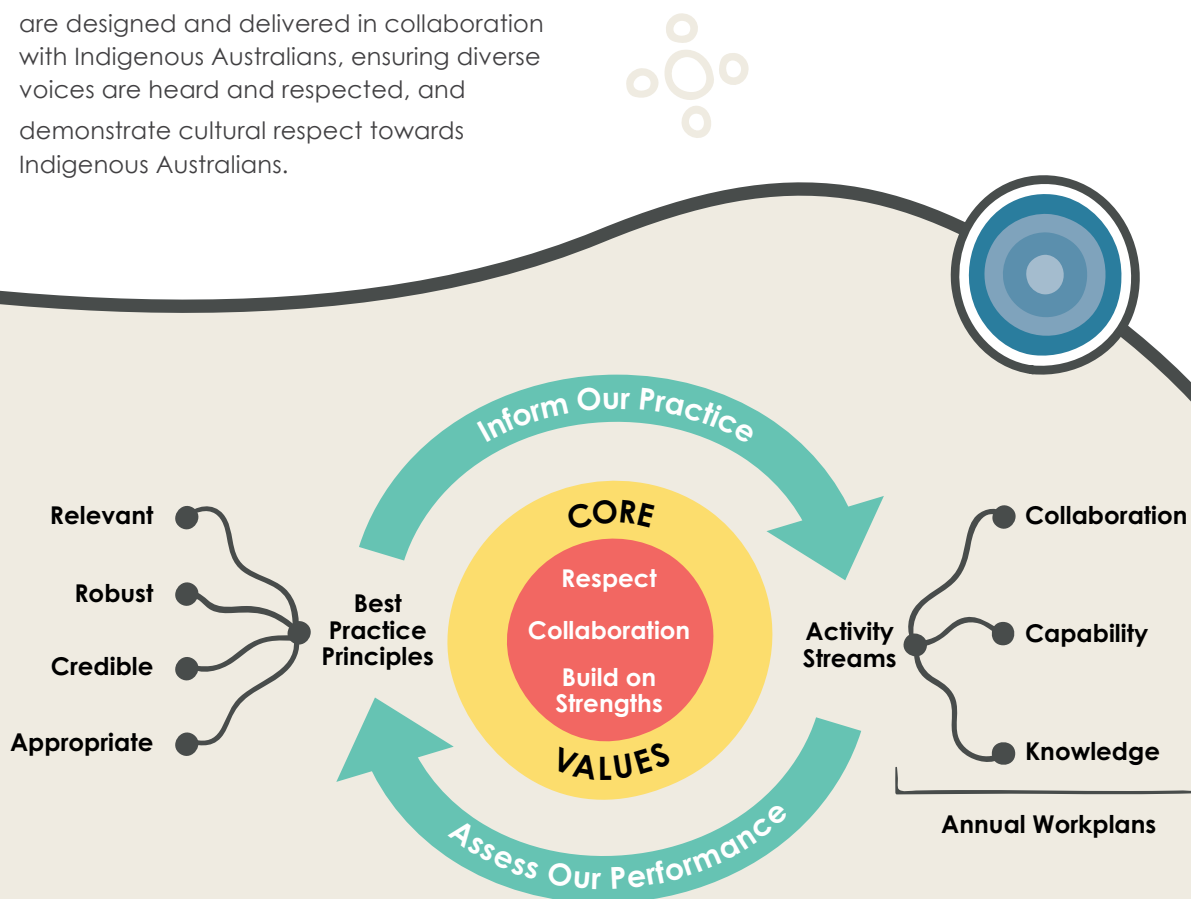 are designed and delivered in collaboration
with Indigenous Australians, ensuring diverse
voices are heard and respected, and
demonstrate cultural respect towards
Indigenous Australians.
Inform Our Practice
Relevant
Robust
Credible
Appropriate
Best
Practice
Principles
CORE
Respect
Collaboration
Build on
Strengths
VALUES
Activity
Streams
Collaboration
Capability
Knowledge
Annual Workplans
Assess Our Performance